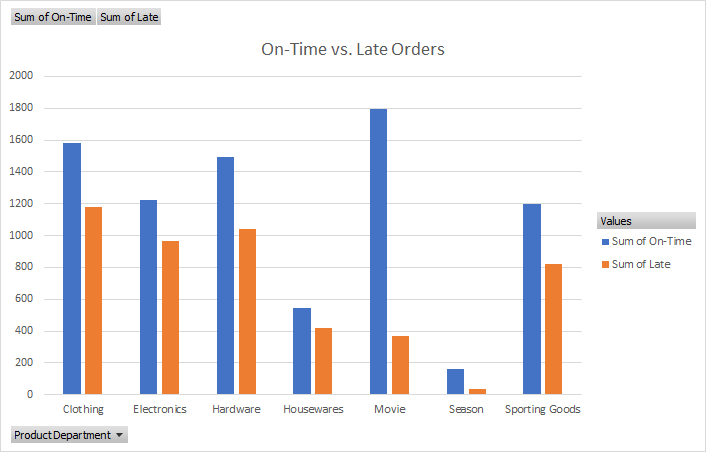 Sum of On-Time Sum of Late
On-Time vs. Late Orders
2000
1800
1600
1400
1200
1000
800
600
400
200
0
Clothing Electronics Hardware Housewares Movie Season Sporting Goods
Values
Sum of On-Time
Sum of Late
ProductDepartment